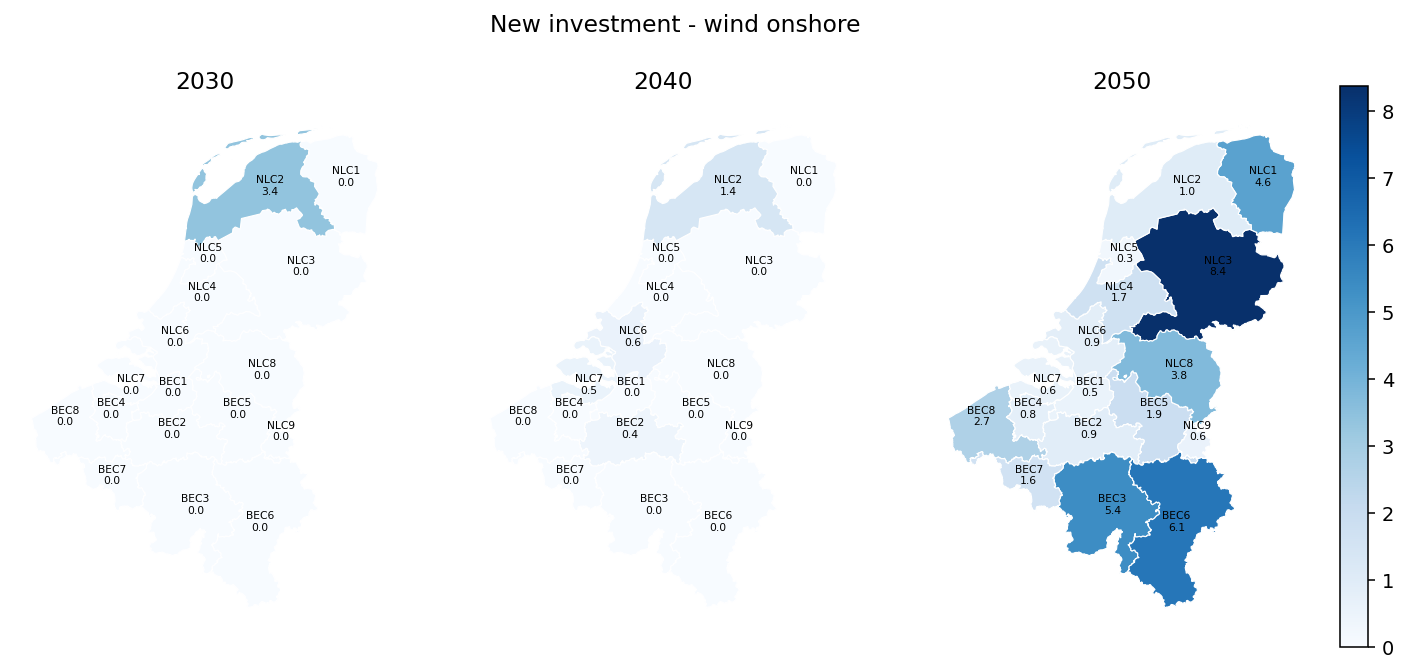 New investment - wind onshore
2030
NLC1
0.0
NLC2
3.4
NLC5
0.0
NLC3
0.0
NLC4
0.0
NLC6
0.0
NLC8
0.0
NLC7
0.0
BEC1
0.0
BEC8
0.0
BEC4
0.0
BEC5
0.0
BEC2
0.0
NLC9
0.0
BEC7
0.0
BEC3
0.0
BEC6
0.0
2040
NLC1
0.0
NLC2
1.4
NLC5
0.0
NLC3
0.0
NLC4
0.0
NLC6
0.6
NLC8
0.0
NLC7
0.5
BEC1
0.0
BEC8
0.0
BEC4
0.0
BEC5
0.0
BEC2
0.4
NLC9
0.0
BEC7
0.0
BEC3
0.0
BEC6
0.0
2050
NLC1
4.6
NLC2
1.0
NLC5
0.3
NLC3
8.4
NLC4
1.7
NLC6
0.9
NLC8
3.8
NLC7
0.6
BEC1
0.5
BEC8
2.7
BEC4
0.8
BEC5
1.9
BEC2
0.9
NLC9
0.6
BEC7
1.6
BEC3
5.4
BEC6
6.1
8
7
6
5
4
3
2
1
0